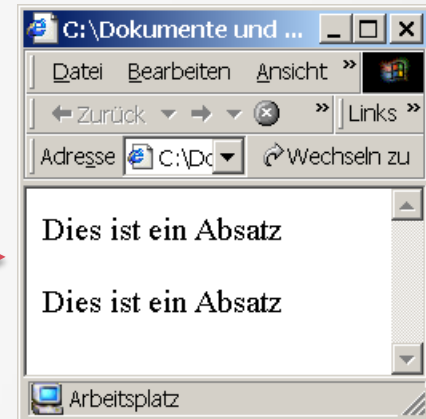 C:\Dokumente und ...
Datei Bearbeiten Ansicht »
Zurück » Links »
Adresse C:\Do Wechseln zu
Dies ist ein Absatz
Dies ist ein Absatz
Arbeitsplatz